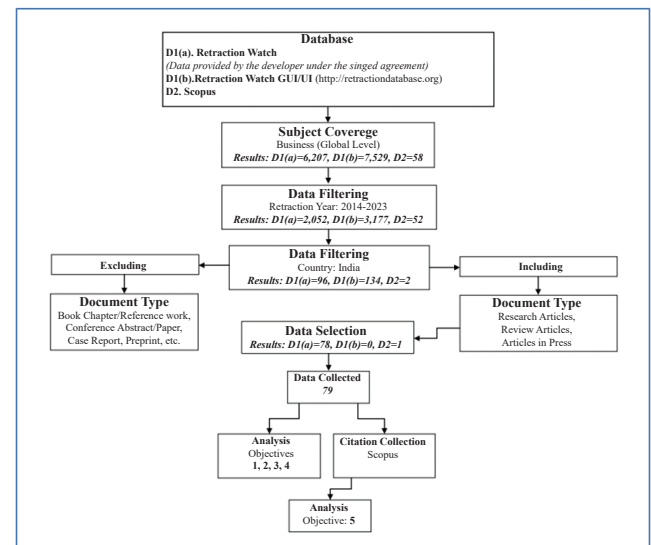 Database
D1(a). Retraction Watch
(Data provided by the developer under the singed agreement)
D1(b).Retraction Watch GUI/UI (http://retractiondatabase.org)
D2. Scopus
Subject Coverege
Business (Global Level)
Results: D1(a)=6,207, D1(b)=7,529, D2=58
Data Filtering
Retraction Year: 2014-2023
Results: D1(a)=2,052, D1(b)=3,177, D2=52
Data Filtering
Country: India
Results: D1(a)=96, D1(b)=134, D2=2
Excluding
Including
Document Type
Book Chapter/Reference work,
Conference Abstract/Paper,
Case Report, Preprint, etc.
Document Type
Research Articles,
Review Articles,
Articles in Press
Data Selection
Results: D1(a)=78, D1(b)=0, D2=1
Data Collected
79
Analysis
Objectives
1, 2, 3, 4
Citation Collection
Scopus
Analysis
Objective: 5